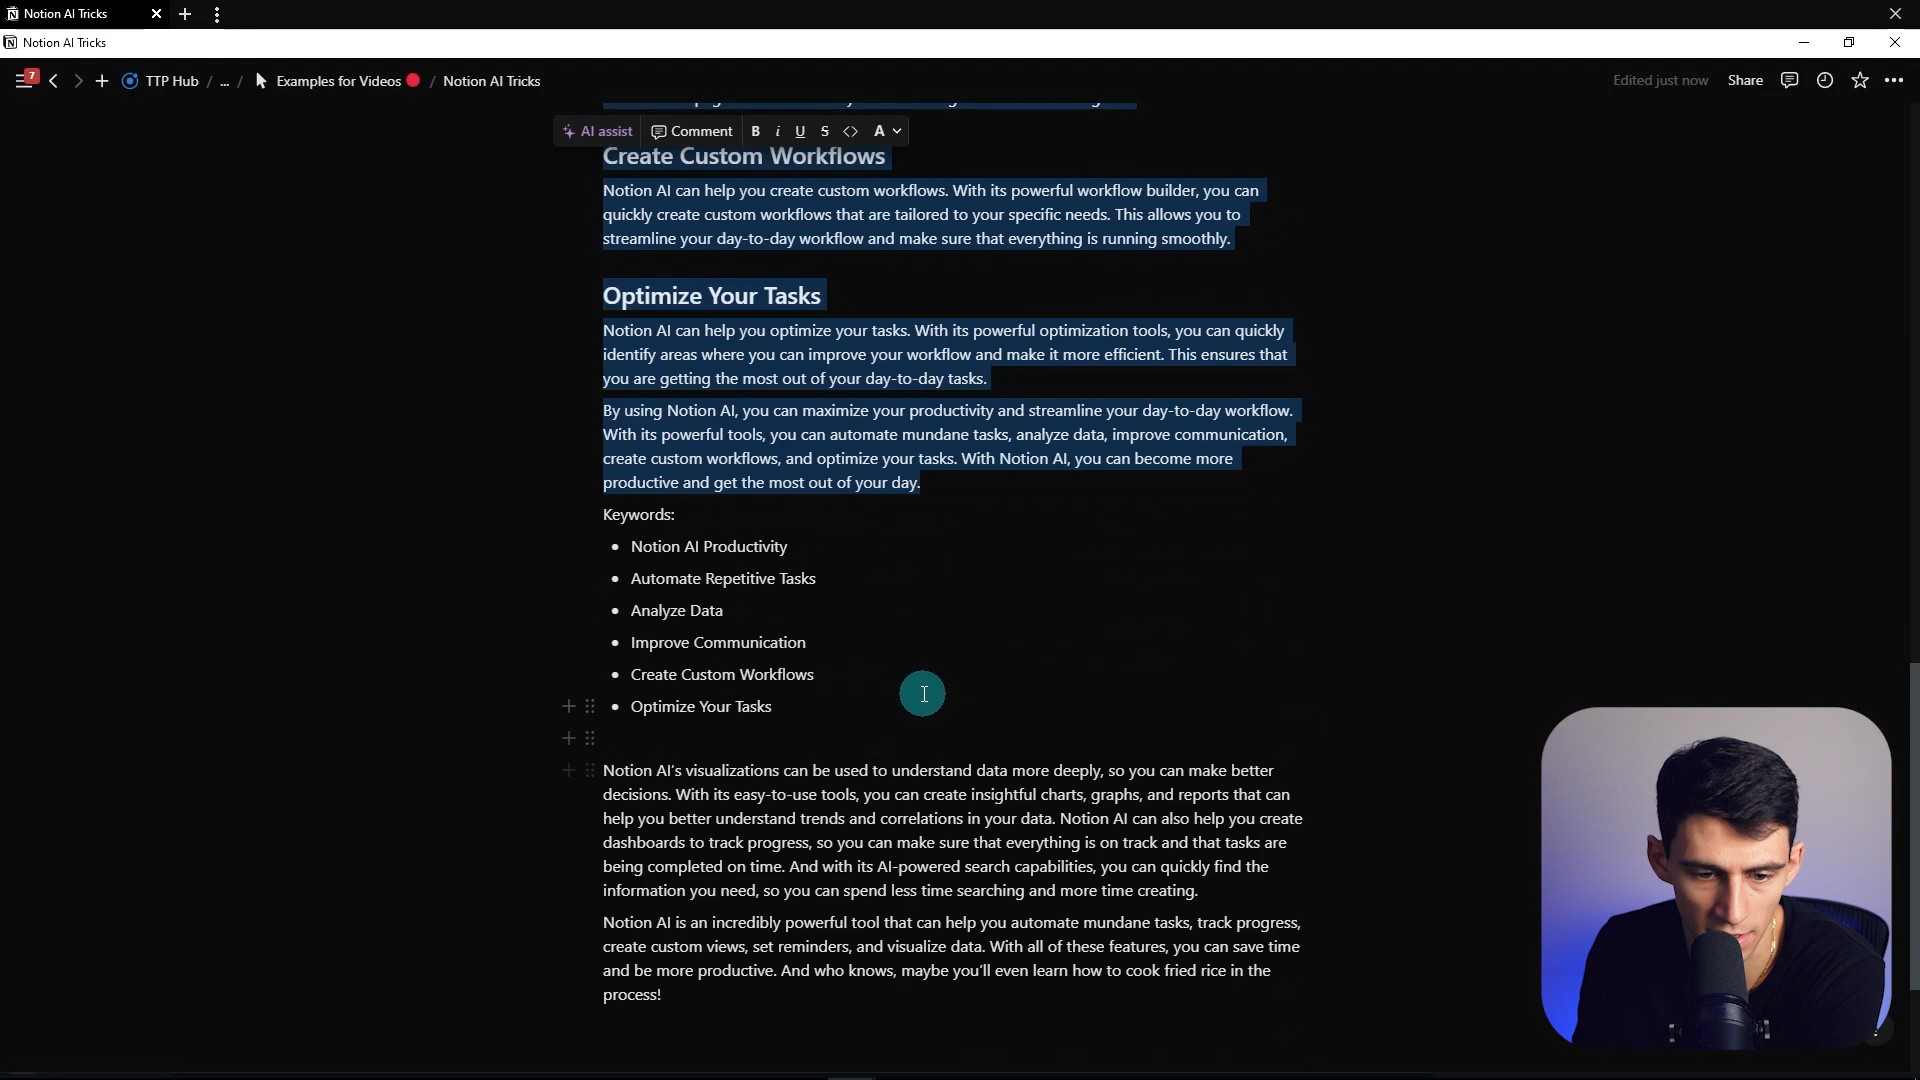 Notion AI Tricks
Notion AI Tricks
7
TTP Hub / ... / Examples for Videos / Notion AI Tricks
Edited just now
Share
AI assist
Comment
B i U S <> A
Create Custom Workflows
Notion AI can help you create custom workflows. With its powerful workflow builder, you can
quickly create custom workflows that are tailored to your specific needs. This allows you to
streamline your day-to-day workflow and make sure that everything is running smoothly.
Optimize Your Tasks
Notion AI can help you optimize your tasks. With its powerful optimization tools, you can quickly
identify areas where you can improve your workflow and make it more efficient. This ensures that
you are getting the most out of your day-to-day tasks.
By using Notion AI, you can maximize your productivity and streamline your day-to-day workflow.
With its powerful tools, you can automate mundane tasks, analyze data, improve communication,
create custom workflows, and optimize your tasks. With Notion AI, you can become more
productive and get the most out of your day.
Keywords:
• Notion AI Productivity
• Automate Repetitive Tasks
• Analyze Data
• Improve Communication
• Create Custom Workflows
• Optimize Your Tasks
Notion AI's visualizations can be used to understand data more deeply, so you can make better
decisions. With its easy-to-use tools, you can create insightful charts, graphs, and reports that can
help you better understand trends and correlations in your data. Notion AI can also help you create
dashboards to track progress, so you can make sure that everything is on track and that tasks are
being completed on time. And with its AI-powered search capabilities, you can quickly find the
information you need, so you can spend less time searching and more time creating.
Notion AI is an incredibly powerful tool that can help you automate mundane tasks, track progress,
create custom views, set reminders, and visualize data. With all of these features, you can save time
and be more productive. And who knows, maybe you'll even learn how to cook fried rice in the
process!